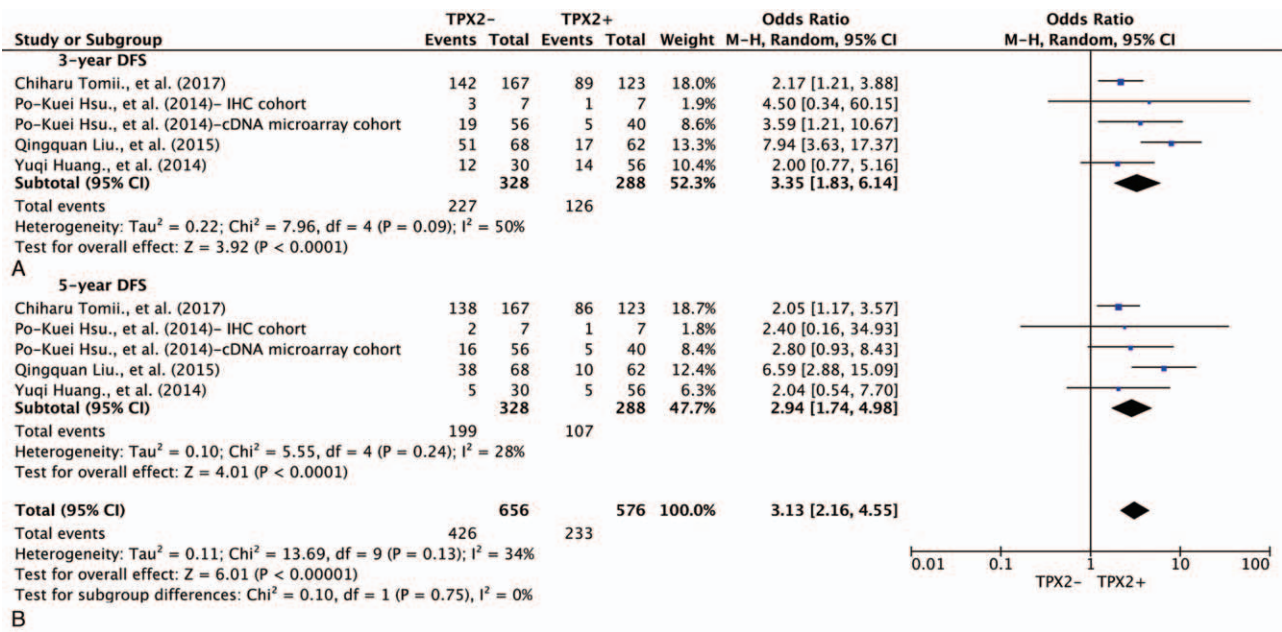 TPX2− TPX2+ Odds Ratio Odds Ratio
Study or Subgroup Events Total Events Total Weight M−H, Random, 95% CI M−H, Random, 95% CI
3−year DFS
Chiharu Tomii., et al. (2017) 142 167 89 123 18.0% 2.17 [1.21, 3.88]
Po−Kuei Hsu., et al. (2014)− IHC cohort 3 7 1 7 1.9% 4.50 [0.34, 60.15]
Po−Kuei Hsu., et al. (2014)−cDNA microarray cohort 19 56 5 40 8.6% 3.59 [1.21, 10.67]
Qingquan Liu., et al. (2015) 51 68 17 62 13.3% 7.94 [3.63, 17.37]
Yuqi Huang., et al. (2014) 12 30 14 56 10.4% 2.00 [0.77, 5.16]
Subtotal (95% CI) 328 288 52.3% 3.35 [1.83, 6.14]
Total events 227 126
Heterogeneity: Tau² = 0.22; Chi² = 7.96, df = 4 (P = 0.09); I² = 50%
Test for overall effect: Z = 3.92 (P < 0.0001)
A
5−year DFS
Chiharu Tomii., et al. (2017) 138 167 86 123 18.7% 2.05 [1.17, 3.57]
Po−Kuei Hsu., et al. (2014)− IHC cohort 2 7 1 7 1.8% 2.40 [0.16, 34.93]
Po−Kuei Hsu., et al. (2014)−cDNA microarray cohort 16 56 5 40 8.4% 2.80 [0.93, 8.43]
Qingquan Liu., et al. (2015) 38 68 10 62 12.4% 6.59 [2.88, 15.09]
Yuqi Huang., et al. (2014) 5 30 5 56 6.3% 2.04 [0.54, 7.70]
Subtotal (95% CI) 328 288 47.7% 2.94 [1.74, 4.98]
Total events 199 107
Heterogeneity: Tau² = 0.10; Chi² = 5.55, df = 4 (P = 0.24); I² = 28%
Test for overall effect: Z = 4.01 (P < 0.0001)
Total (95% CI) 656 576 100.0% 3.13 [2.16, 4.55]
Total events 426 233
Heterogeneity: Tau² = 0.11; Chi² = 13.69, df = 9 (P = 0.13); I² = 34%
Test for overall effect: Z = 6.01 (P < 0.00001)
Test for subgroup differences: Chi² = 0.10, df = 1 (P = 0.75), I² = 0%
0.01 0.1 1 10 100
TPX2− TPX2+
B